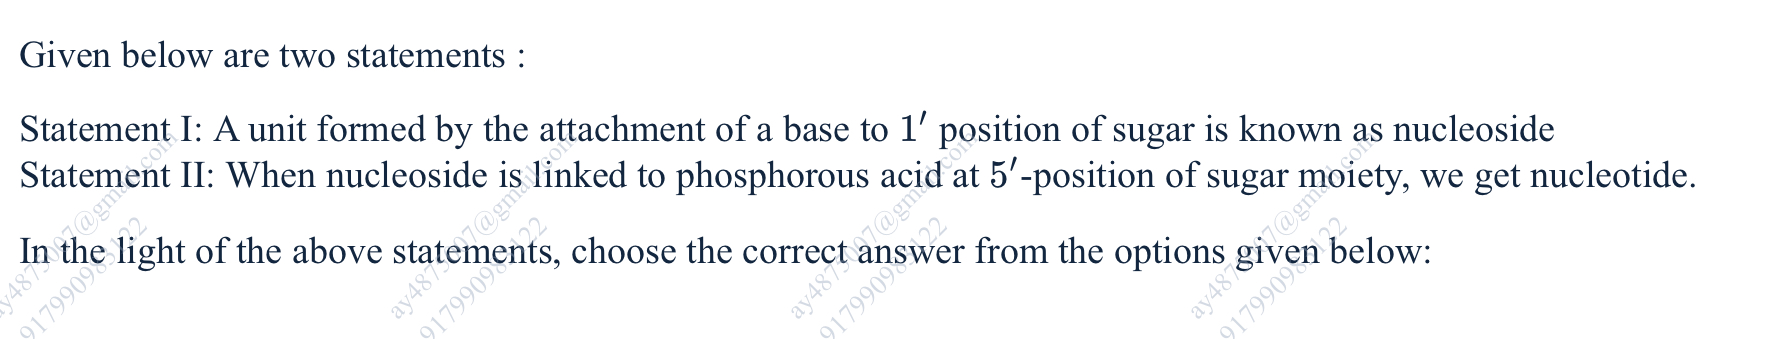 Given below are two statements :
Statement I: A unit formed by the attachment of a base to 1′ position of sugar is known as nucleoside
Statement II: When nucleoside is linked to phosphorous acid at 5′-position of sugar moiety, we get nucleotide.
In the light of the above statements, choose the correct answer from the options given below: